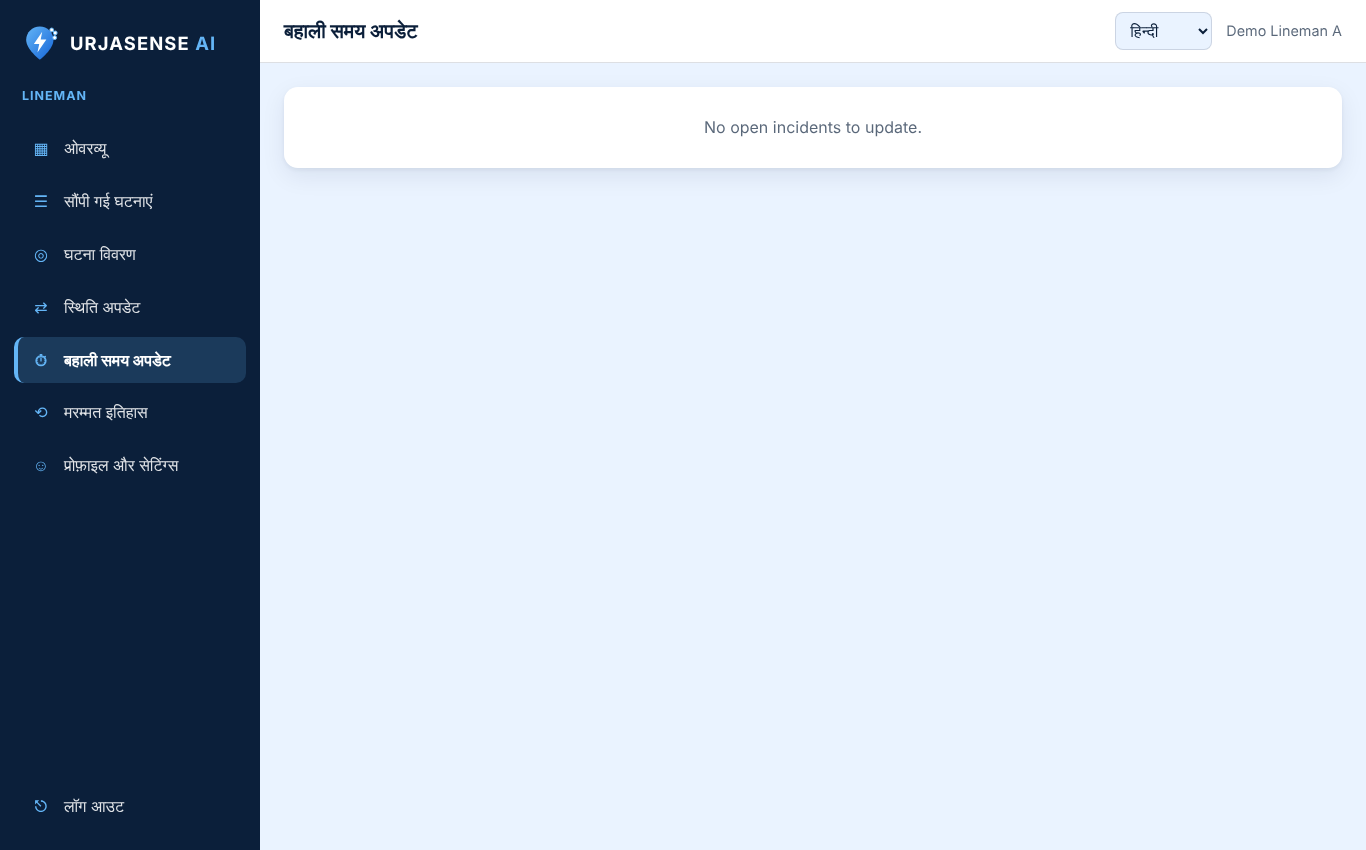 URJASENSE AI
LINEMAN
ओवरव्यू
सौंपी गई घटनाएं
घटना विवरण
स्थिति अपडेट
बहाली समय अपडेट
मरम्मत इतिहास
प्रोफ़ाइल और सेटिंग्स
लॉग आउट
बहाली समय अपडेट
हिन्दी
Demo Lineman A
No open incidents to update.